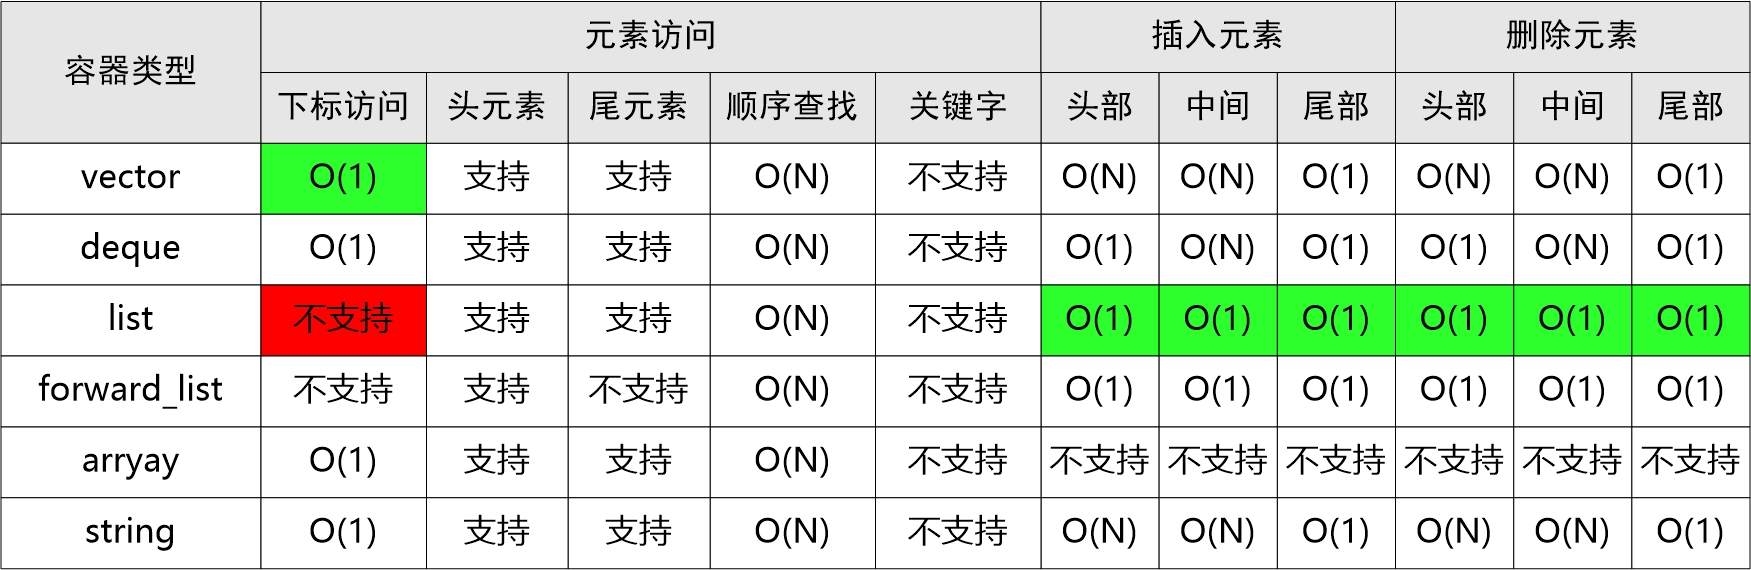 容器类型 元素访问 插入元素 删除元素
下标访问 头元素 尾元素 顺序查找 关键字 头部 中间 尾部 头部 中间 尾部
vector O(1) 支持 支持 O(N) 不支持 O(N) O(N) O(1) O(N) O(N) O(1)
deque O(1) 支持 支持 O(N) 不支持 O(1) O(N) O(1) O(1) O(N) O(1)
list 不支持 支持 支持 O(N) 不支持 O(1) O(1) O(1) O(1) O(1) O(1)
forward_list 不支持 支持 不支持 O(N) 不支持 O(1) O(1) O(1) O(1) O(1) O(1)
arryay O(1) 支持 支持 O(N) 不支持 不支持 不支持 不支持 不支持 不支持 不支持
string O(1) 支持 支持 O(N) 不支持 O(N) O(N) O(1) O(N) O(N) O(1)